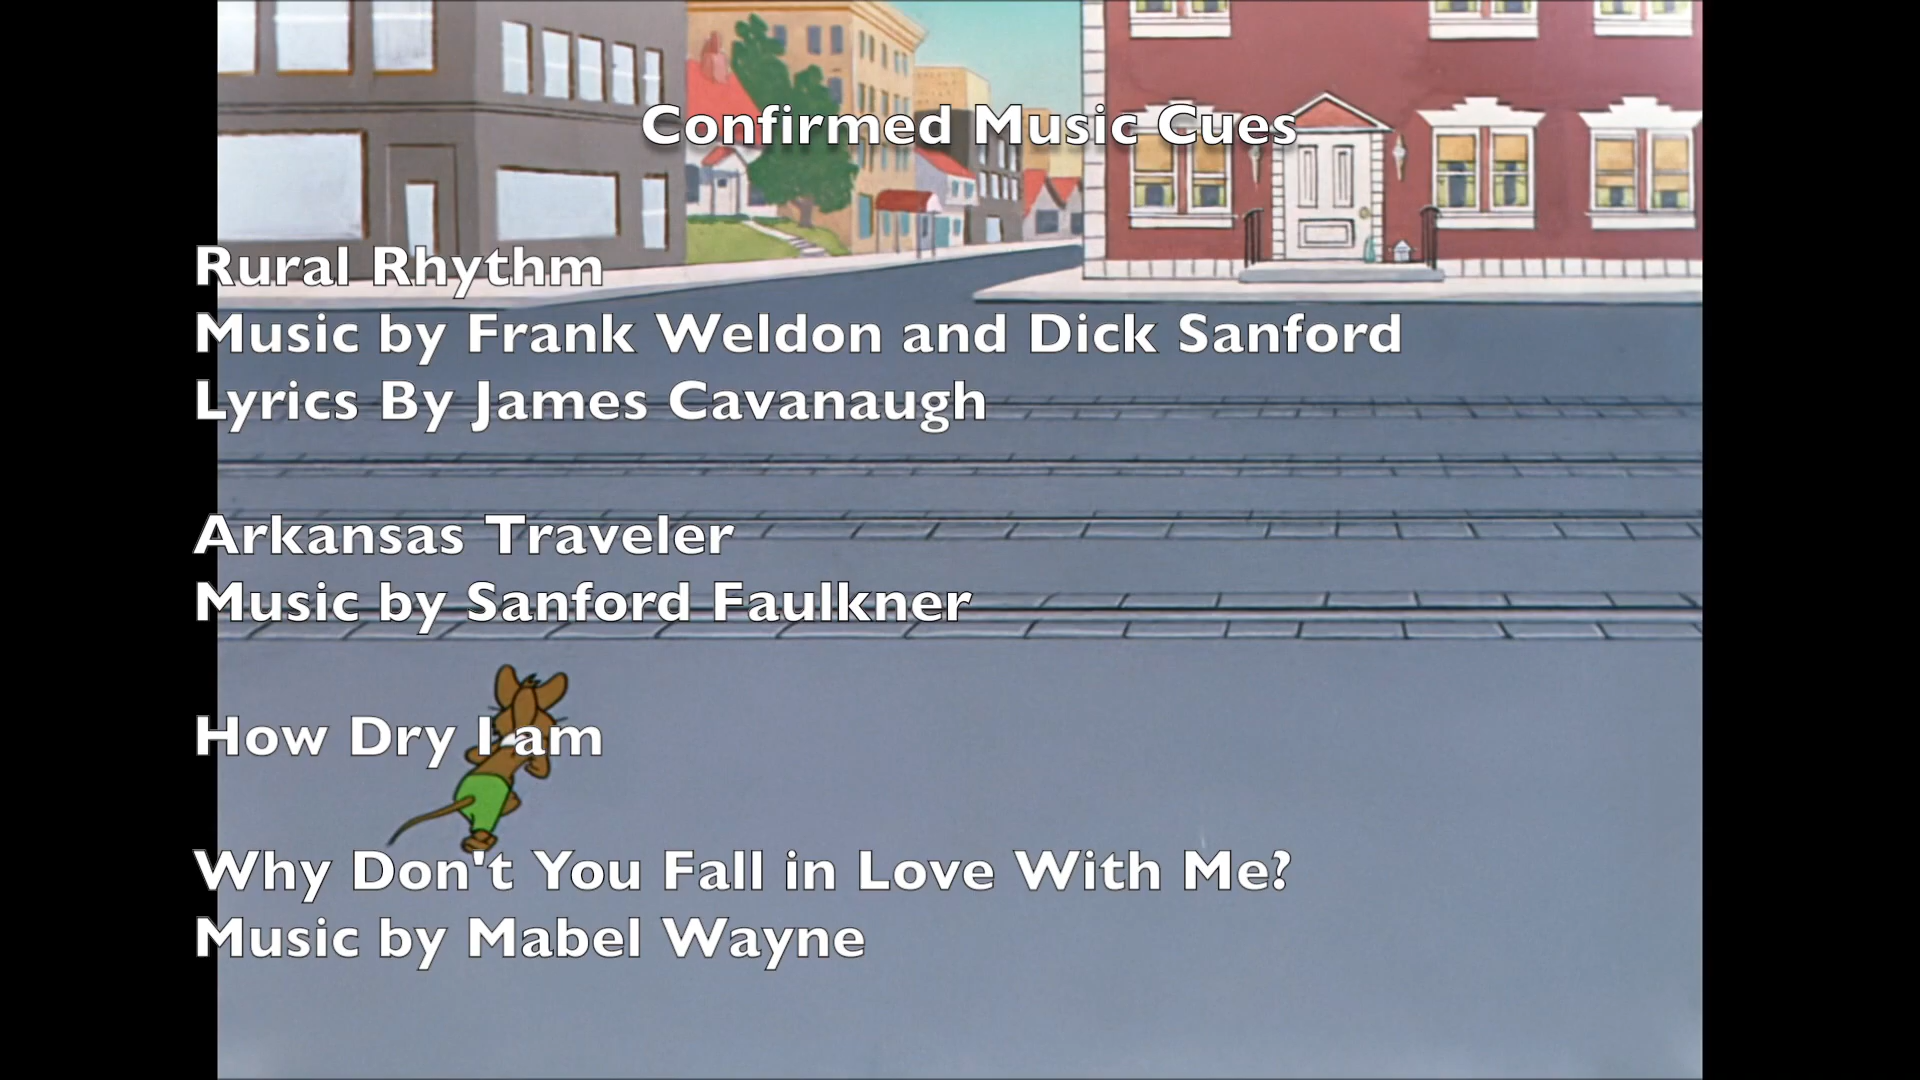 Confirmed Music Cues
Rural Rhythm
Music by Frank Weldon and Dick Sanford
Lyrics By James Cavanaugh
Arkansas Traveler
Music by Sanford Faulkner
How Dry I am
Why Don't You Fall in Love With Me?
Music by Mabel Wayne